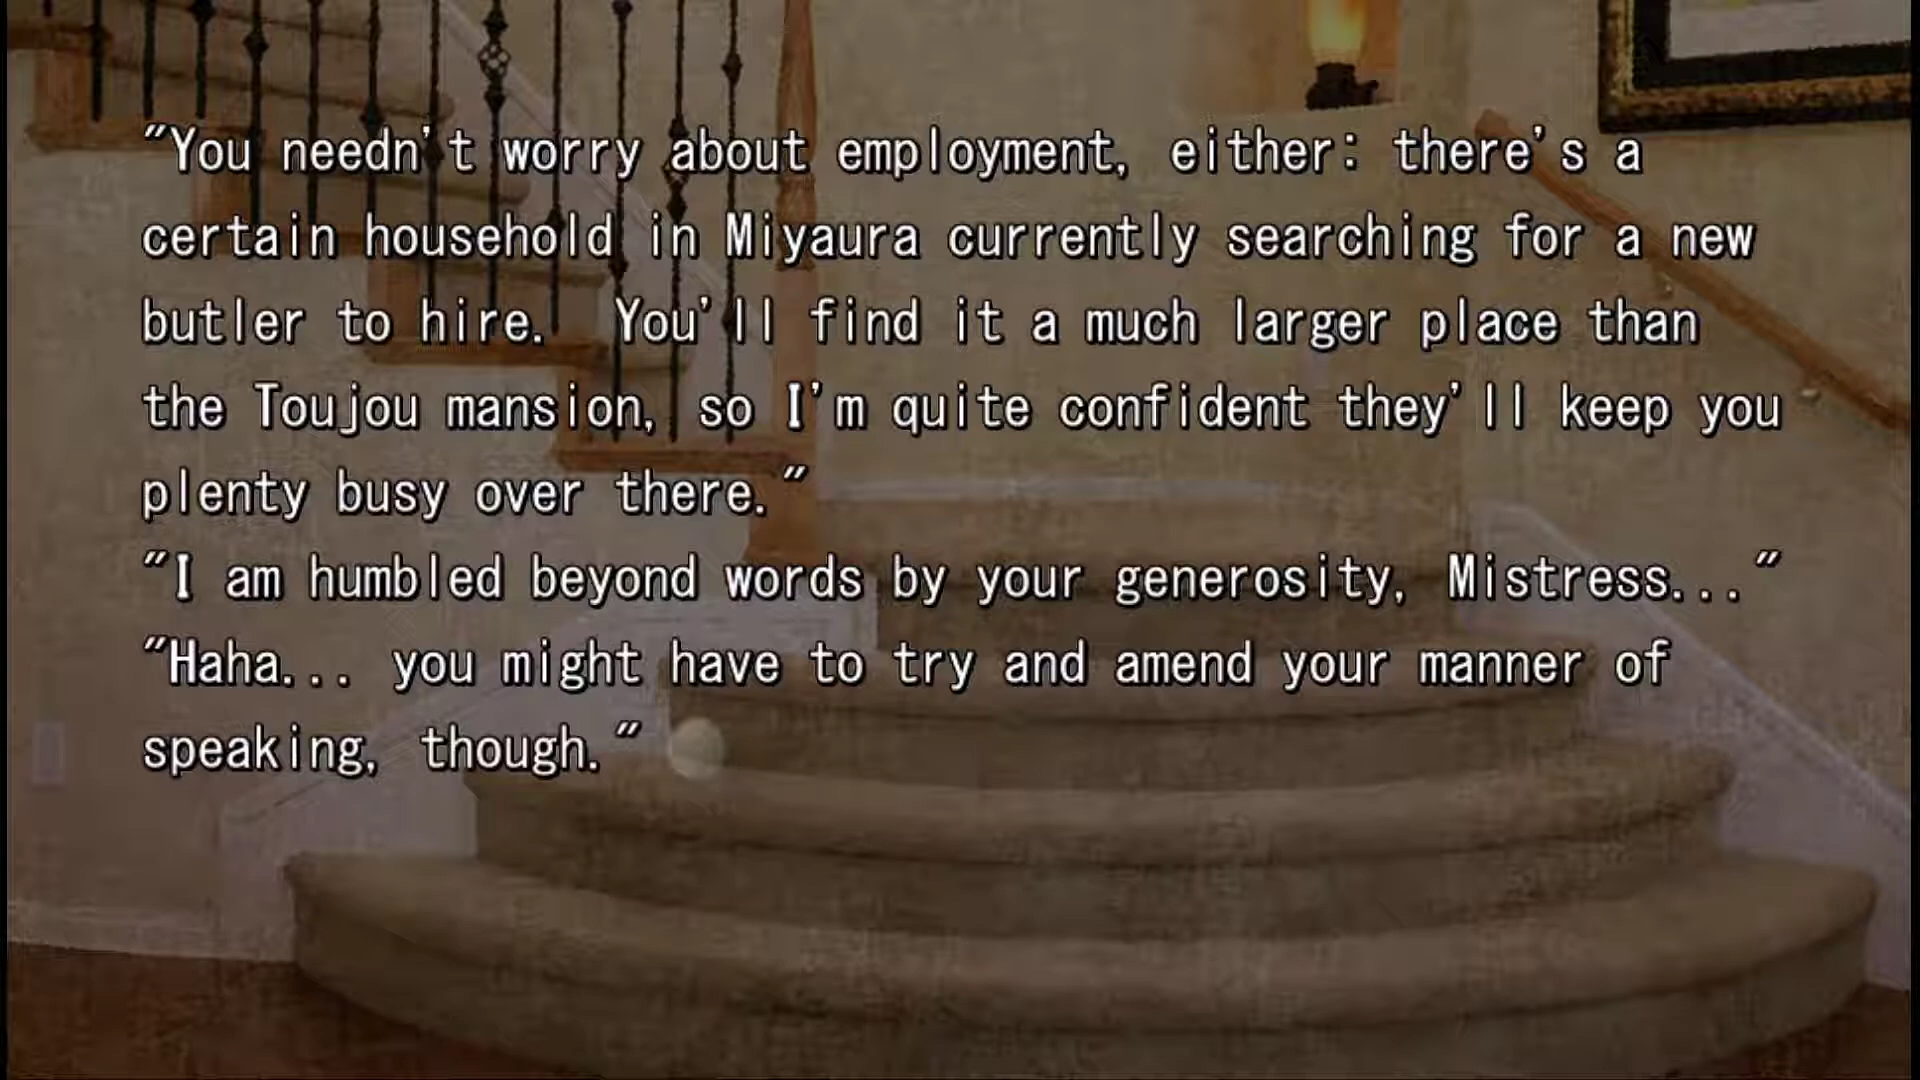 "You needn't worry about employment, either: there's a
certain household in Miyaura currently searching for a new
butler to hire.  You'll find it a much larger place than
the Toujou mansion, so I'm quite confident they'll keep you
plenty busy over there."
"I am humbled beyond words by your generosity, Mistress..."
"Haha... you might have to try and amend your manner of
speaking, though."